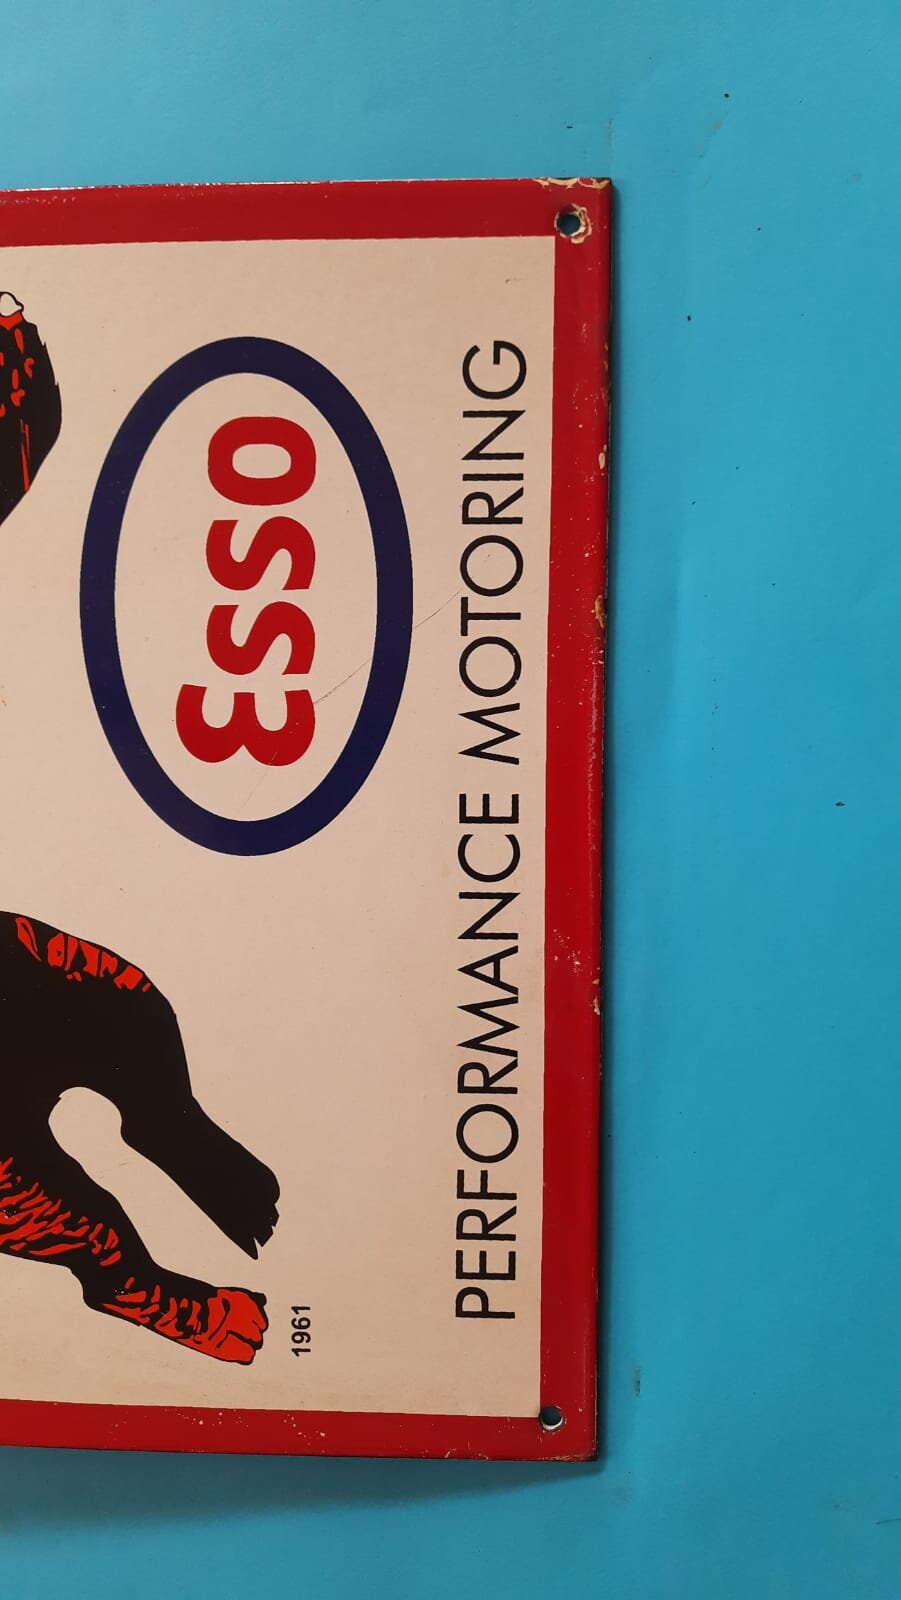 ESSO
1961
PERFORMANCE MOTORING